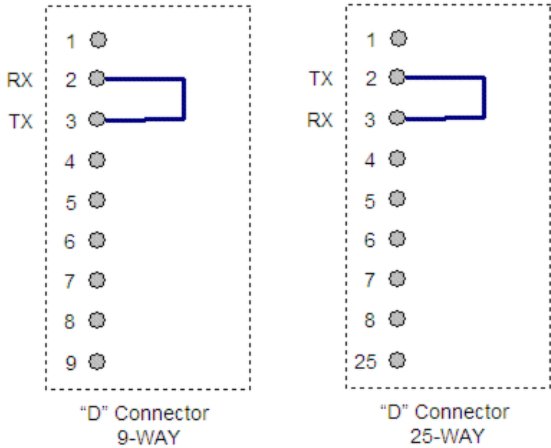 1
RX 2
TX 3
4
5
6
7
8
9
"D" Connector
9-WAY
1
TX 2
RX 3
4
5
6
7
8
25
"D" Connector
25-WAY